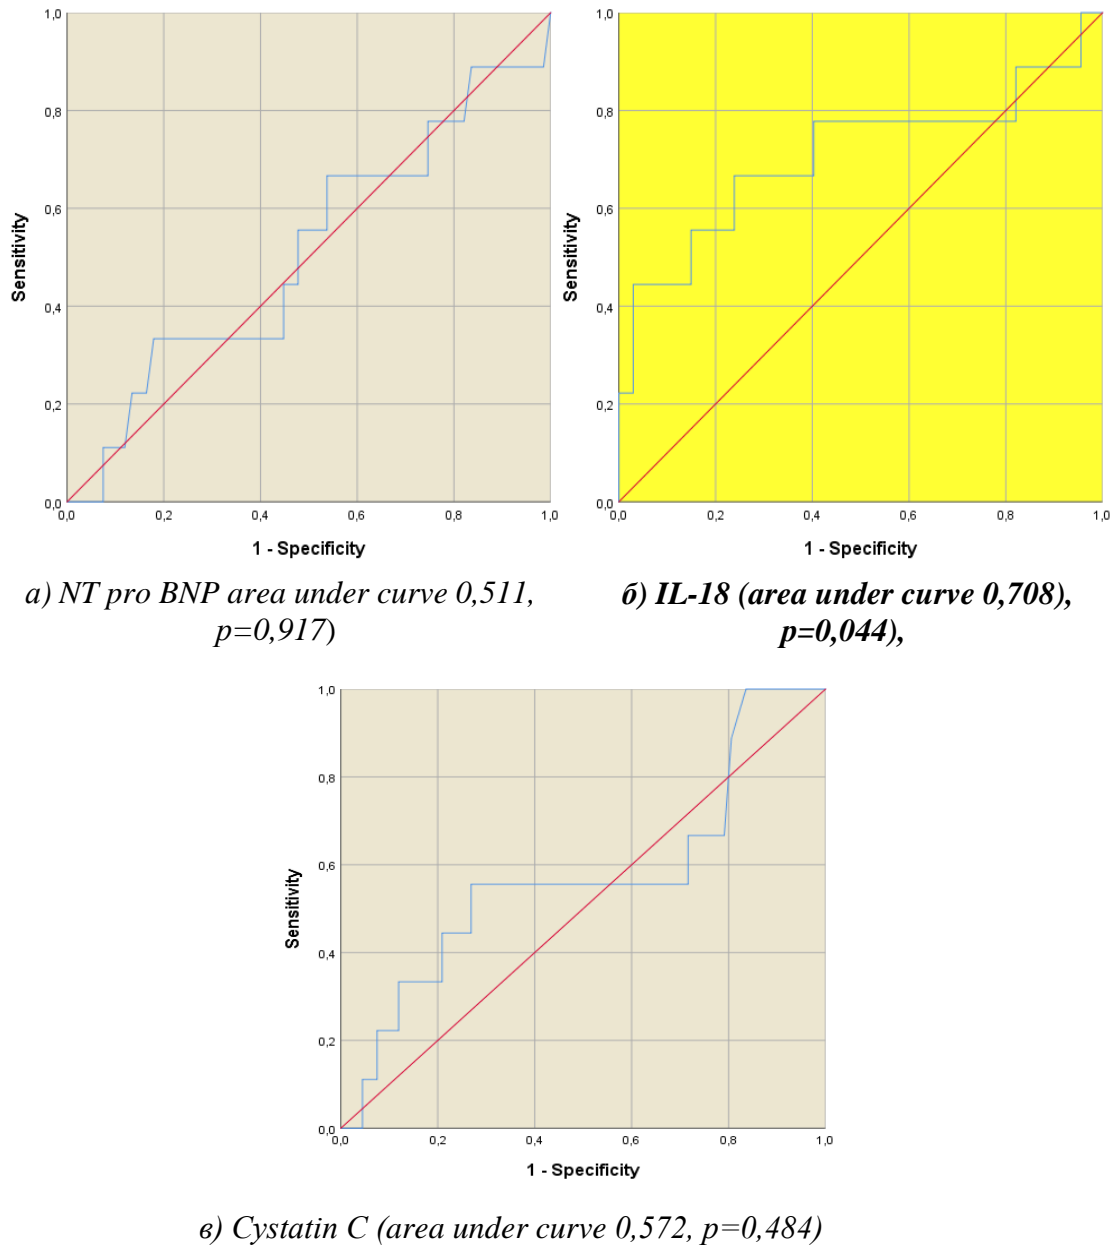 1,0
0,8
0,6
0,4
0,2
0,0
Sensitivity
0,0 0,2 0,4 0,6 0,8 1,0
1 - Specificity
а) NT pro BNP area under curve 0,511,
p=0,917)
1,0
0,8
0,6
0,4
0,2
0,0
Sensitivity
0,0 0,2 0,4 0,6 0,8 1,0
1 - Specificity
б) IL-18 (area under curve 0,708),
p=0,044),
1,0
0,8
0,6
0,4
0,2
0,0
Sensitivity
0,0 0,2 0,4 0,6 0,8 1,0
1 - Specificity
в) Cystatin C (area under curve 0,572, p=0,484)